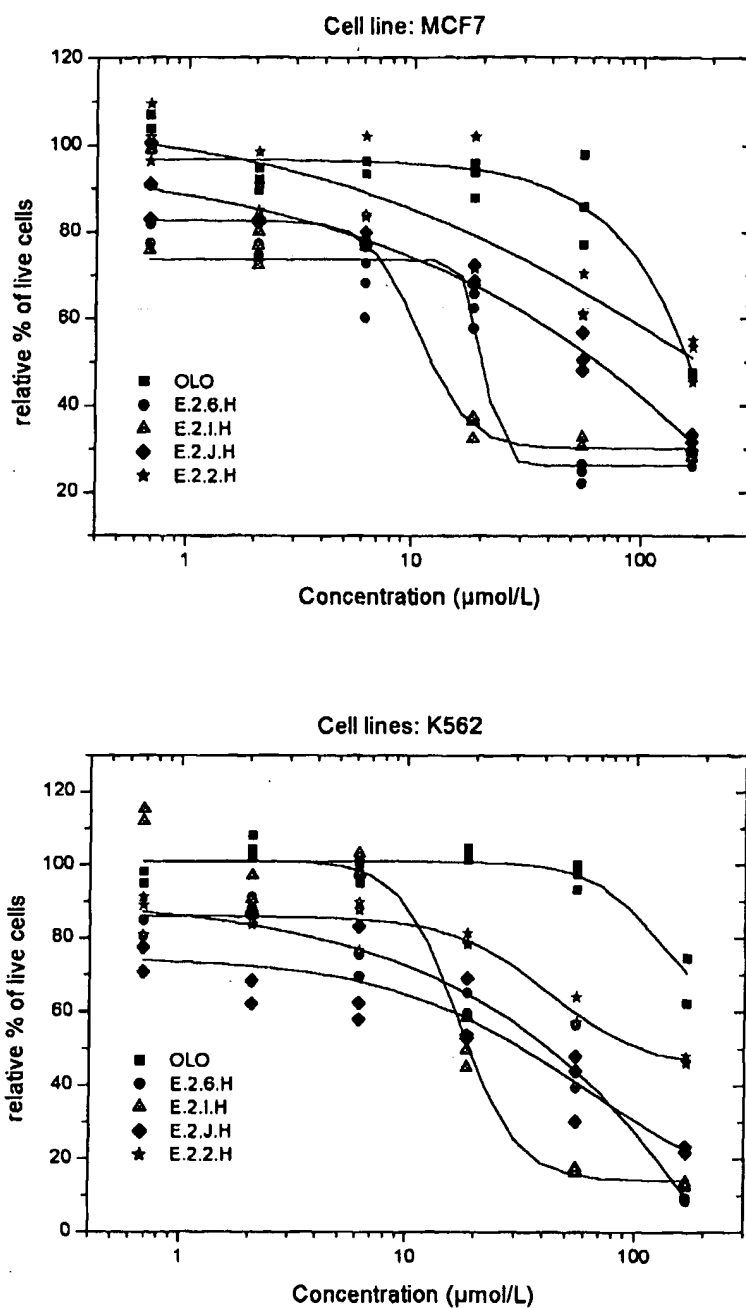 Cell line: MCF7
relative % of live cells
120
100
80
60
40
20
OLO
E.2.6.H
E.2.I.H
E.2.J.H
E.2.2.H
1
10
100
Concentration (µmol/L)
Cell lines: K562
relative % of live cells
120
100
80
60
40
20
0
OLO
E.2.6.H
E.2.I.H
E.2.J.H
E.2.2.H
1
10
100
Concentration (µmol/L)